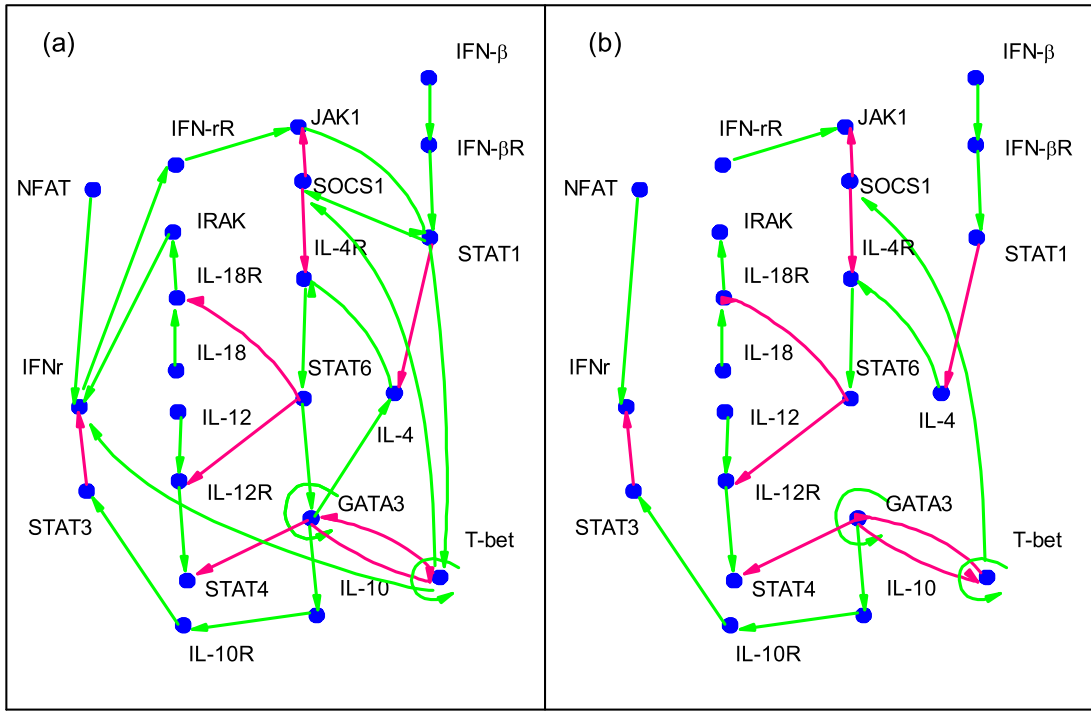 (a)
IFN-β
JAK1
IFN-rR
IFN-βR
NFAT
SOCS1
IRAK
IL-4R
STAT1
IL-18R
IL-18
IFNr
STAT6
IL-12
IL-4
IL-12R
GATA3
STAT3
T-bet
STAT4
IL-10
IL-10R
(b)
IFN-β
JAK1
IFN-rR
IFN-βR
NFAT
SOCS1
IRAK
IL-4R
STAT1
IL-18R
IL-18
IFNr
STAT6
IL-12
IL-4
IL-12R
GATA3
STAT3
T-bet
STAT4
IL-10
IL-10R